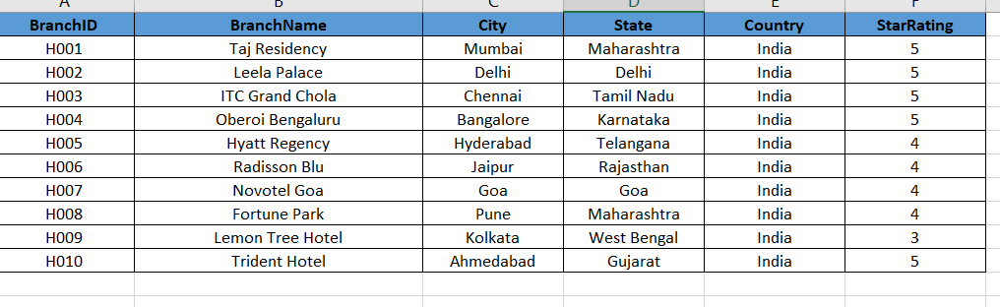 A B C D E F
BranchID BranchName City State Country StarRating
H001 Taj Residency Mumbai Maharashtra India 5
H002 Leela Palace Delhi Delhi India 5
H003 ITC Grand Chola Chennai Tamil Nadu India 5
H004 Oberoi Bengaluru Bangalore Karnataka India 5
H005 Hyatt Regency Hyderabad Telangana India 4
H006 Radisson Blu Jaipur Rajasthan India 4
H007 Novotel Goa Goa Goa India 4
H008 Fortune Park Pune Maharashtra India 4
H009 Lemon Tree Hotel Kolkata West Bengal India 3
H010 Trident Hotel Ahmedabad Gujarat India 5